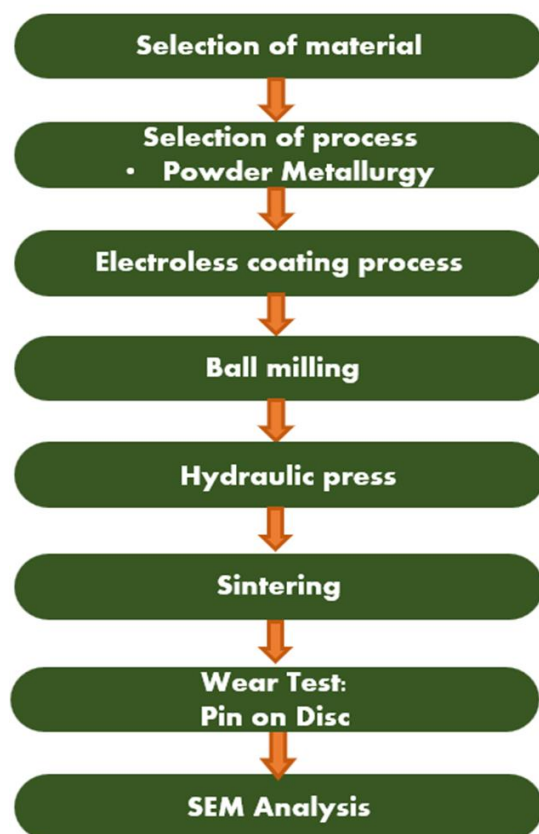 Selection of material
Selection of process
• Powder Metallurgy
Electroless coating process
Ball milling
Hydraulic press
Sintering
Wear Test:
Pin on Disc
SEM Analysis